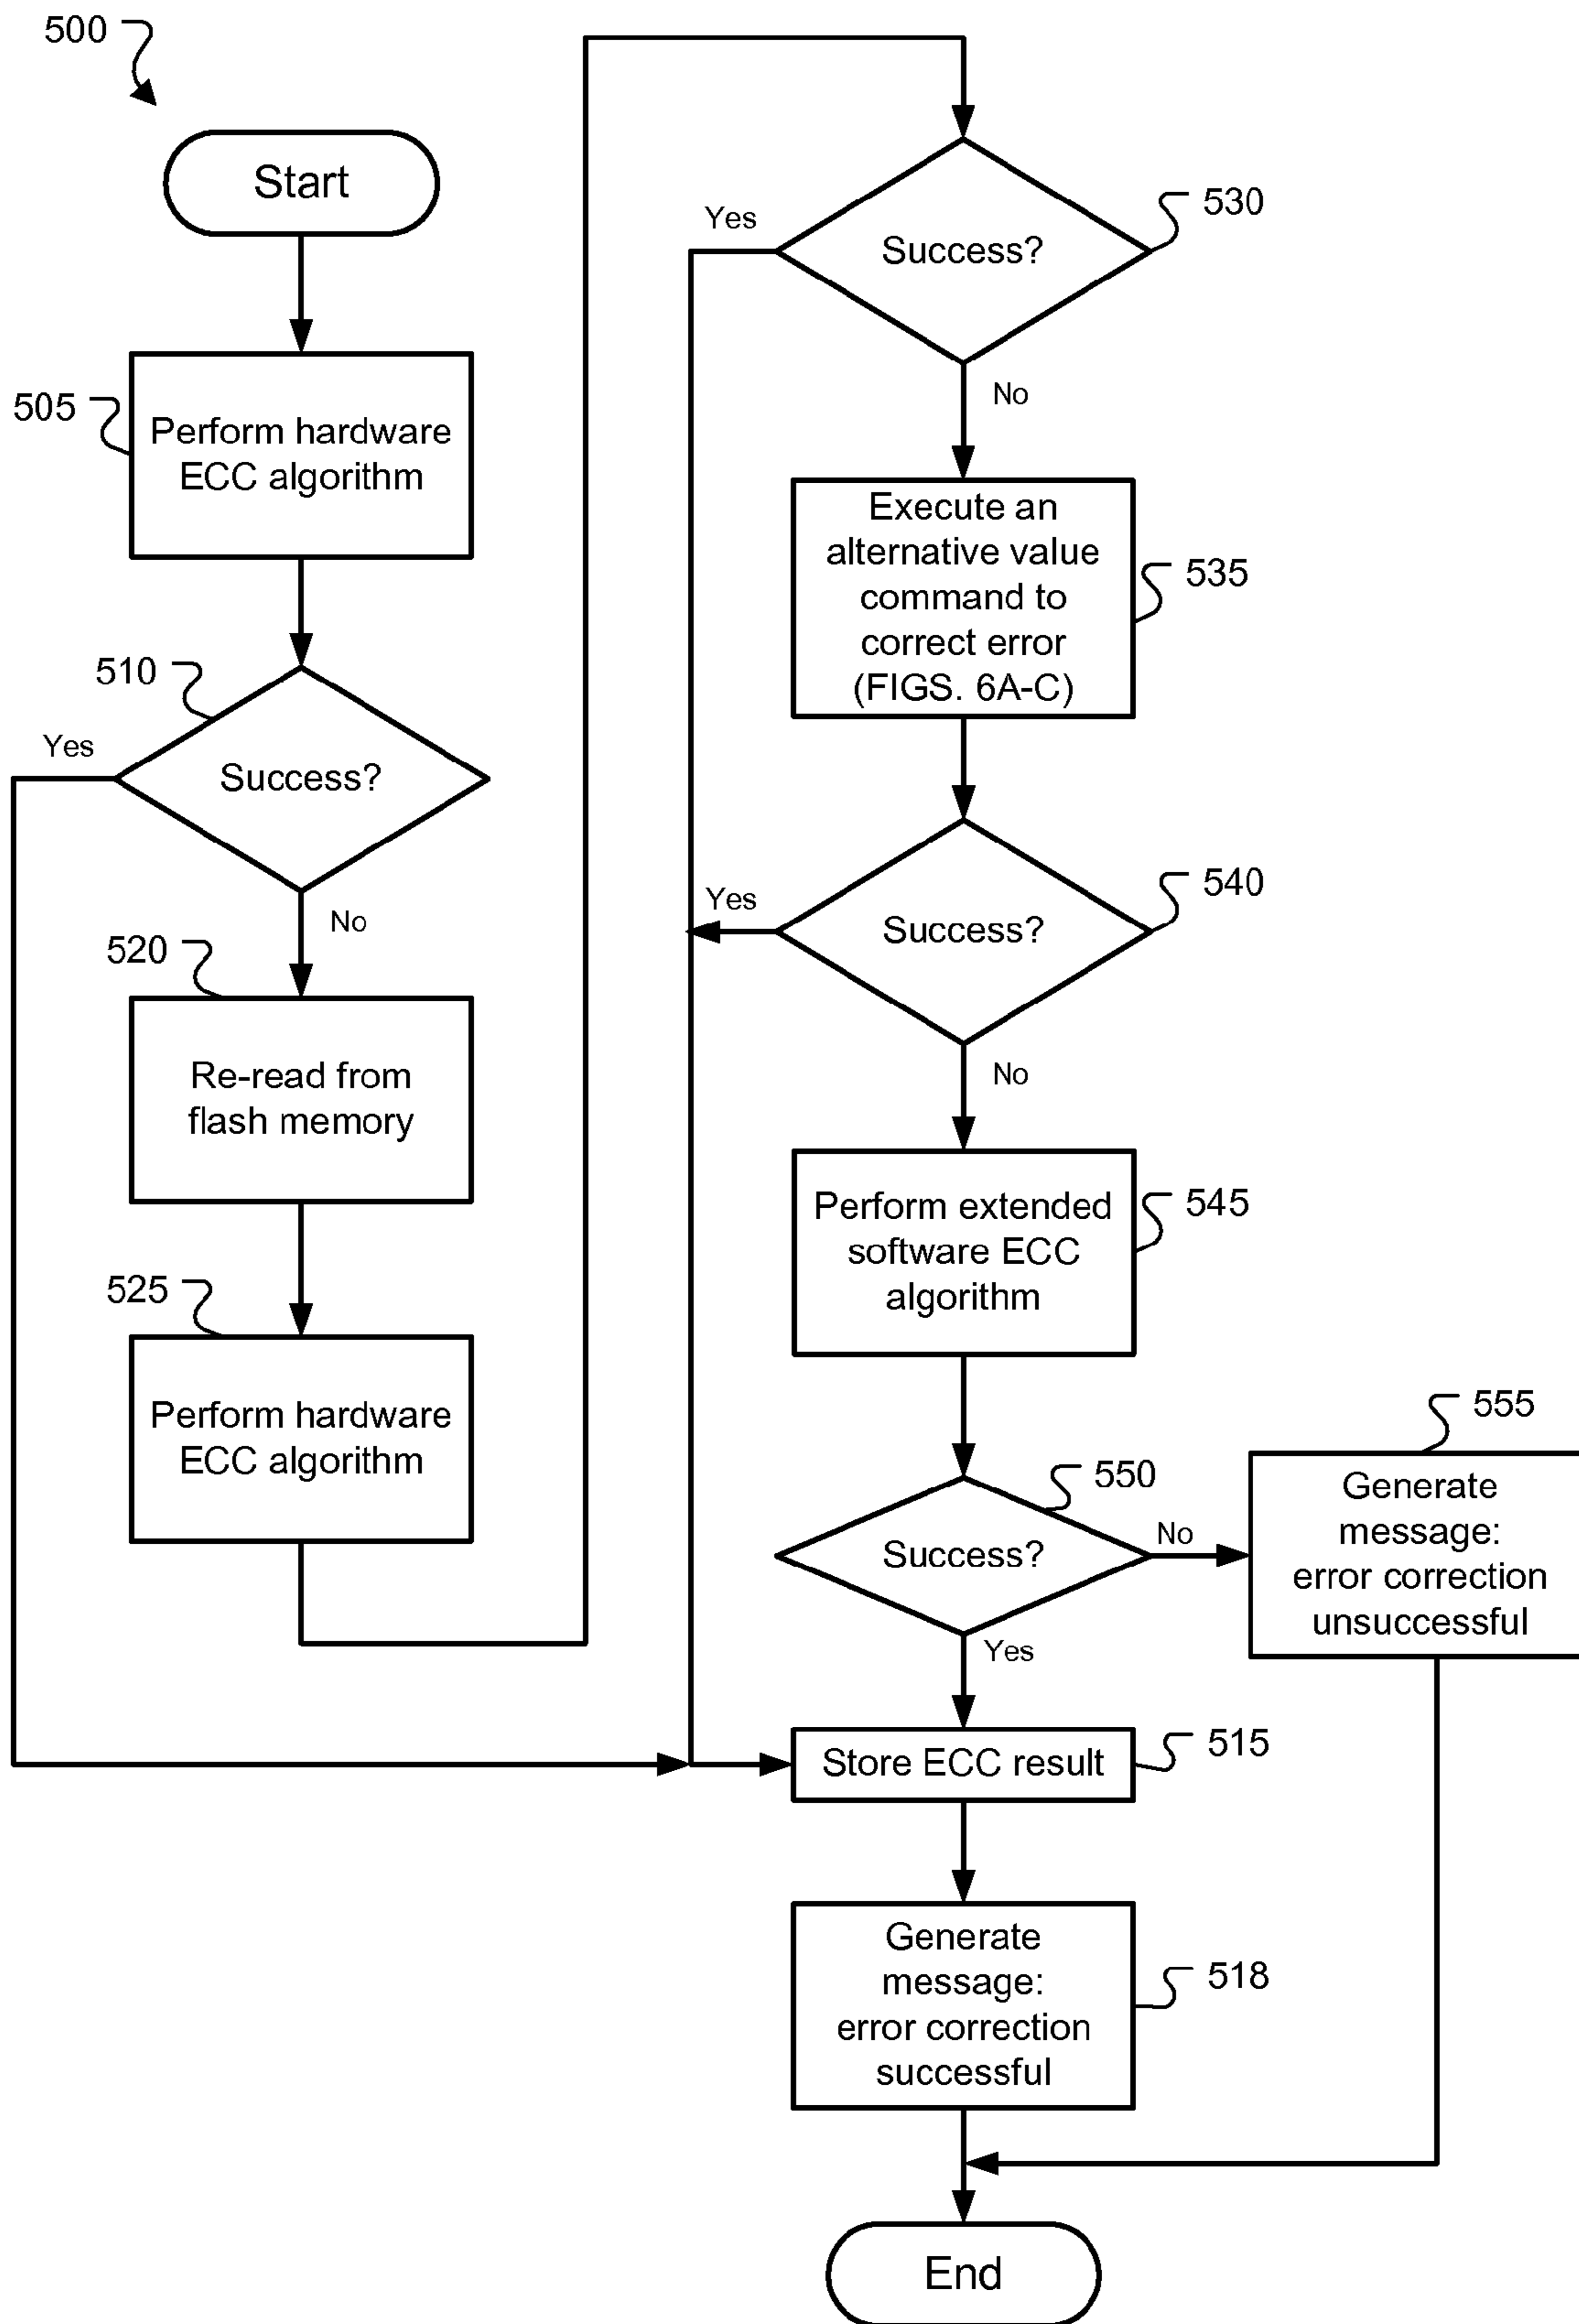 500
Start
505
Perform hardware
ECC algorithm
510
Yes
Success?
No
520
Re-read from
flash memory
525
Perform hardware
ECC algorithm
530
Yes
Success?
No
Execute an
alternative value
command to
correct error
(FIGS. 6A-C)
535
540
Yes
Success?
No
Perform extended
software ECC
algorithm
545
550
Success?
No
Yes
555
Generate
message:
error correction
unsuccessful
Store ECC result
515
Generate
message:
error correction
successful
518
End